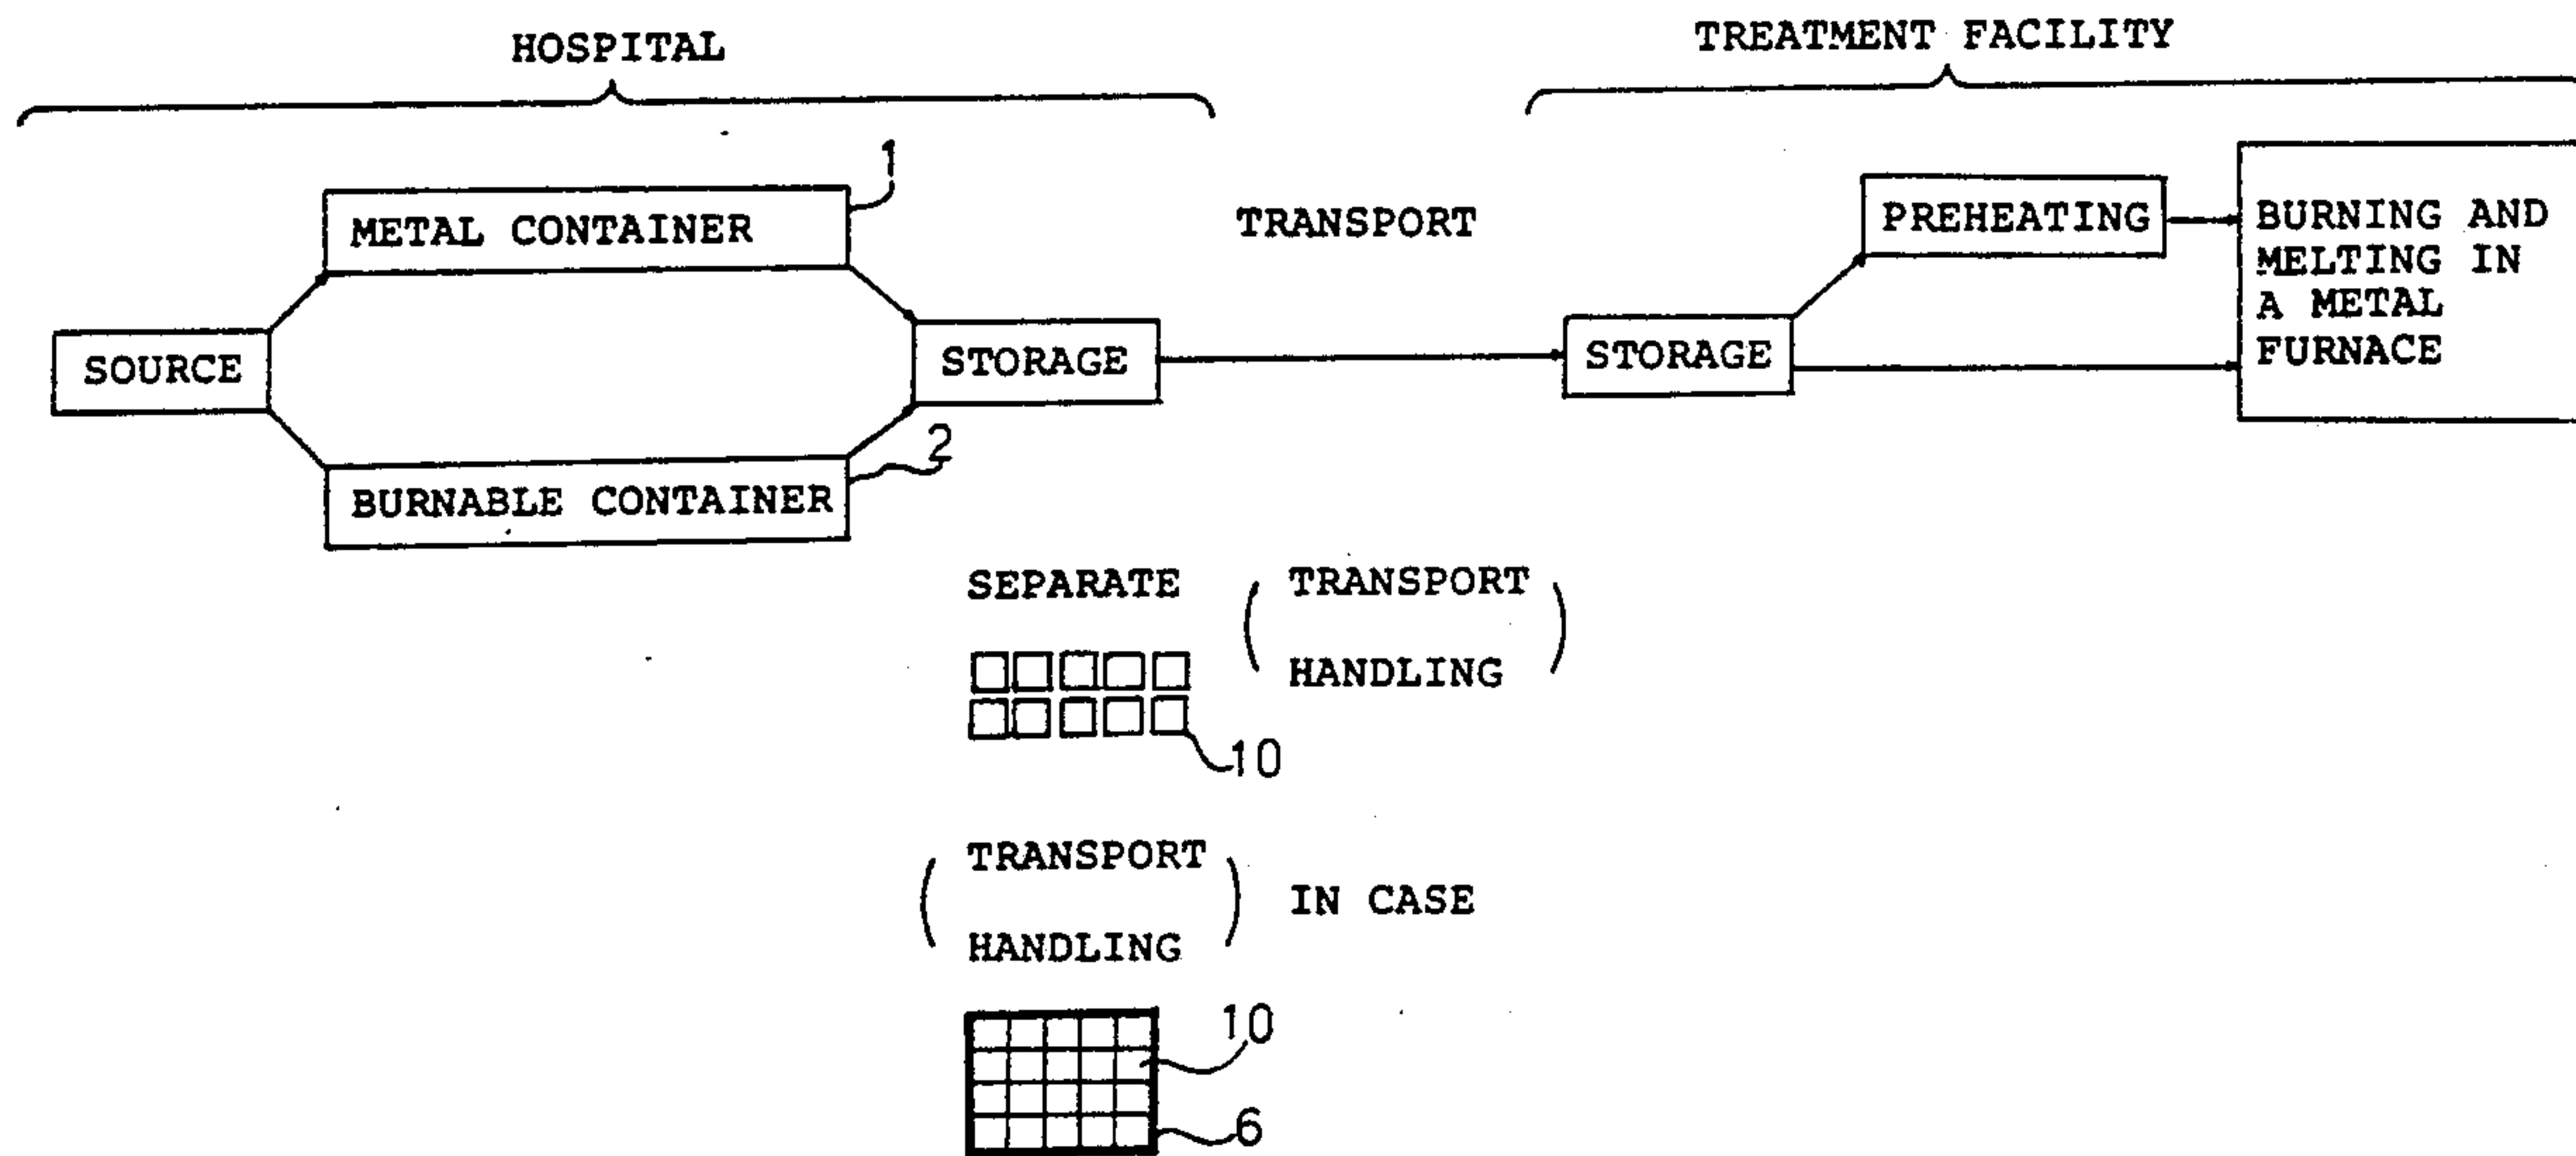 HOSPITAL
TREATMENT FACILITY
1
METAL CONTAINER
TRANSPORT
PREHEATING
BURNING AND
MELTING IN
A METAL
FURNACE
SOURCE
STORAGE
STORAGE
2
BURNABLE CONTAINER
SEPARATE
TRANSPORT
HANDLING
10
TRANSPORT
HANDLING
IN CASE
10
6